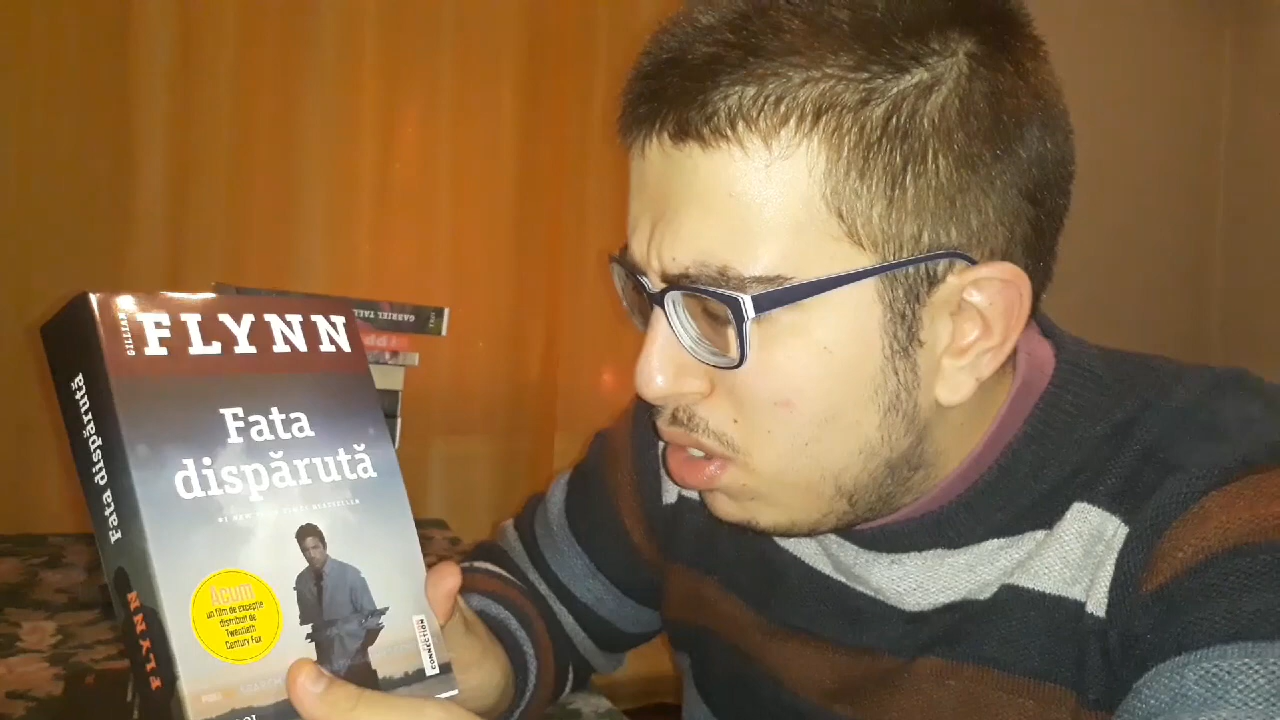 GILLIAN
FLYNN
Fata
dispărută
#1 NEW YORK TIMES BESTSELLER
Acum
un film de excepție
distribuit de
Twentieth
Century Fox
CONNECTION
Fata dispărută
FLYNN
GABRIEL